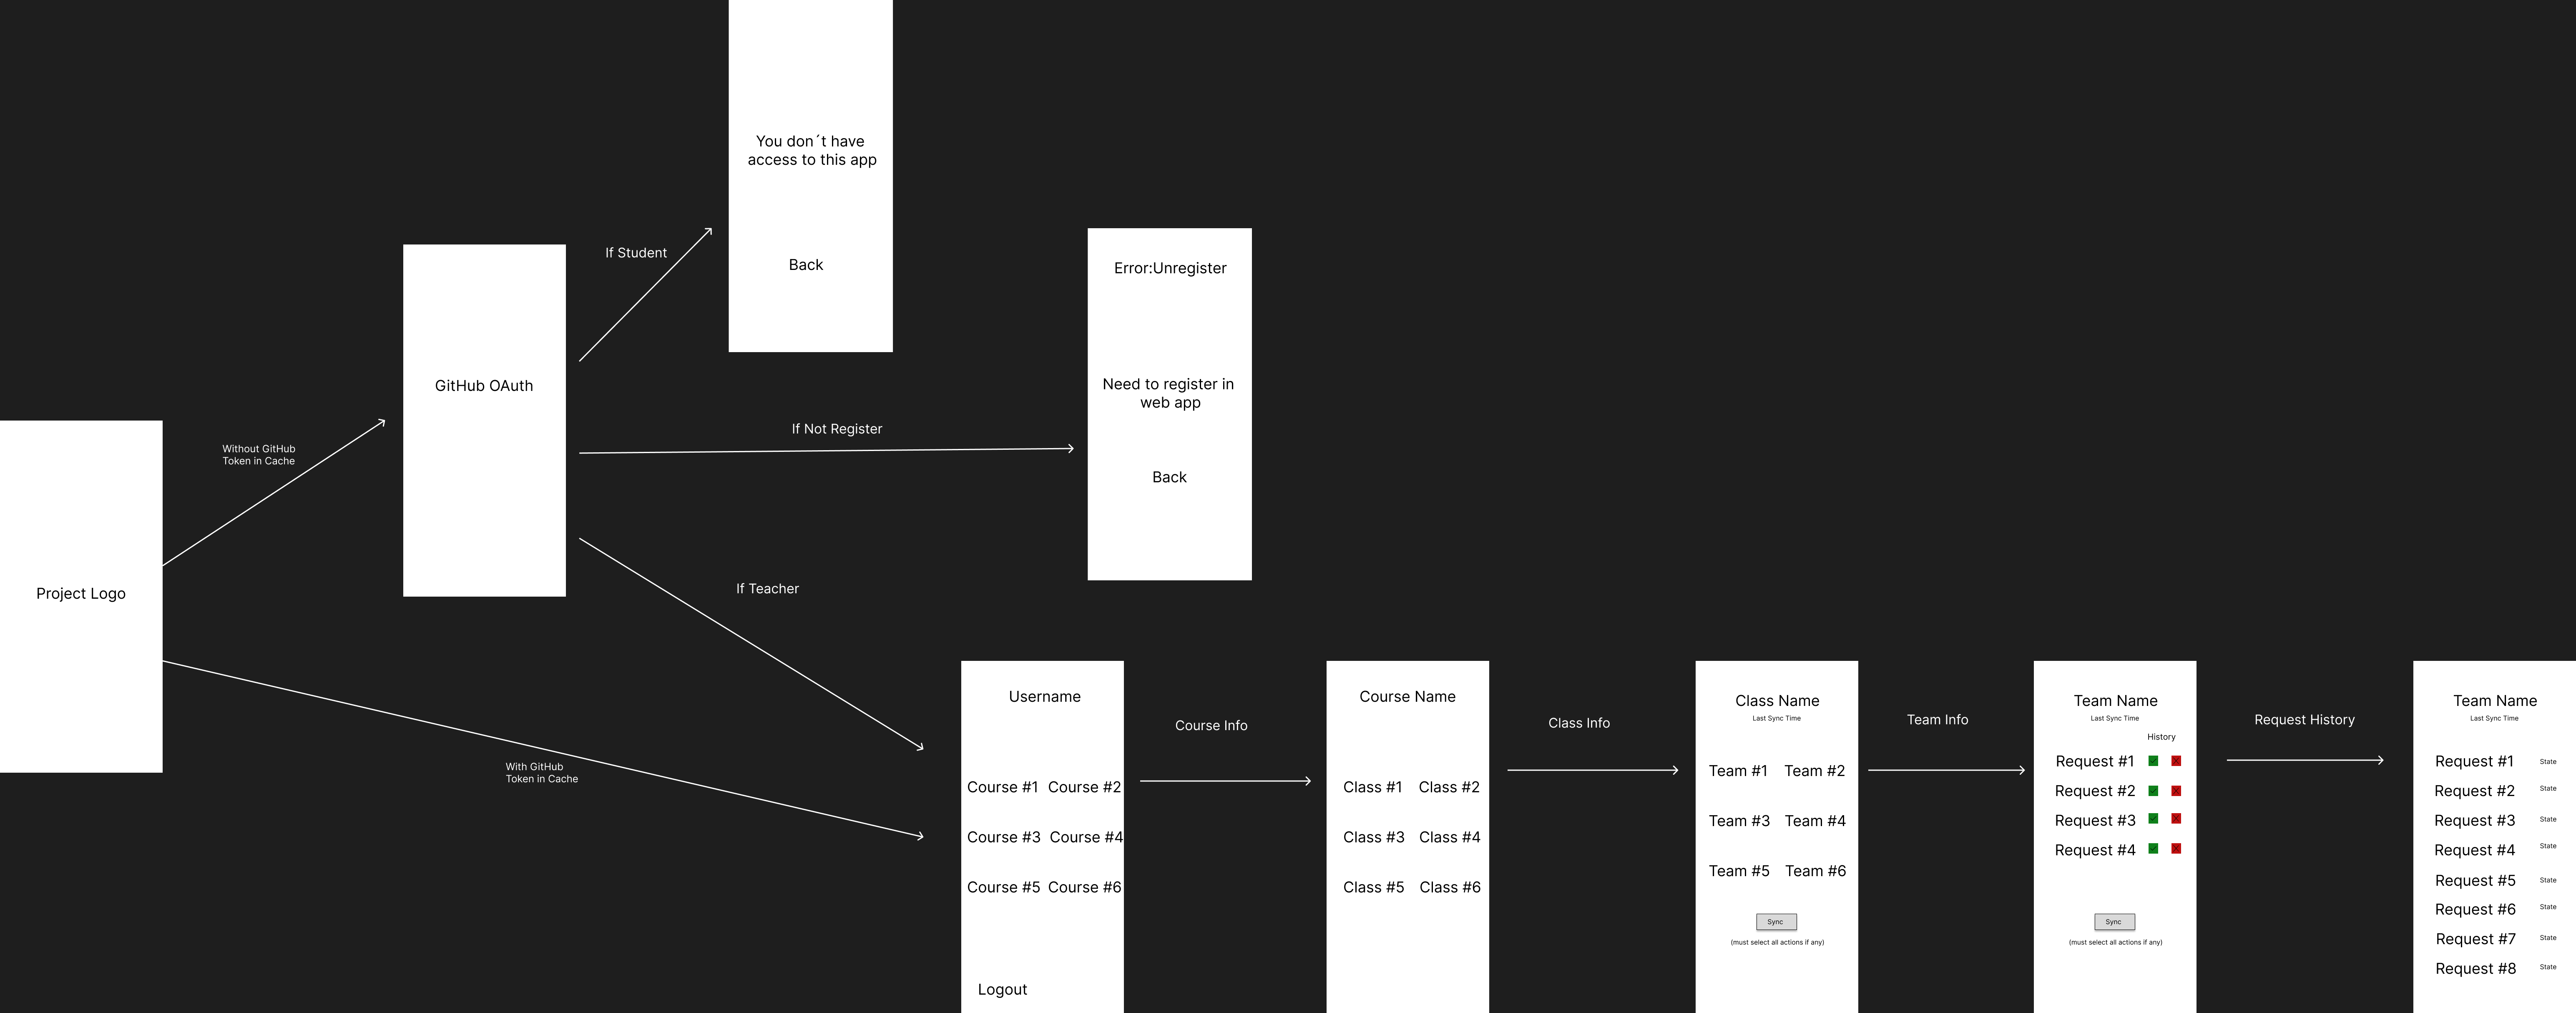 Project Logo
Without GitHub
Token in Cache
With GitHub
Token in Cache
GitHub OAuth
If Student
You don´t have
access to this app
Back
If Not Register
Error:Unregister
Need to register in
web app
Back
If Teacher
Username
Course #1 Course #2
Course #3 Course #4
Course #5 Course #6
Logout
Course Info
Course Name
Class #1 Class #2
Class #3 Class #4
Class #5 Class #6
Class Info
Class Name
Last Sync Time
Team #1 Team #2
Team #3 Team #4
Team #5 Team #6
Sync
(must select all actions if any)
Team Info
Team Name
Last Sync Time
History
Request #1
Request #2
Request #3
Request #4
Sync
(must select all actions if any)
Request History
Team Name
Last Sync Time
Request #1 State
Request #2 State
Request #3 State
Request #4 State
Request #5 State
Request #6 State
Request #7 State
Request #8 State